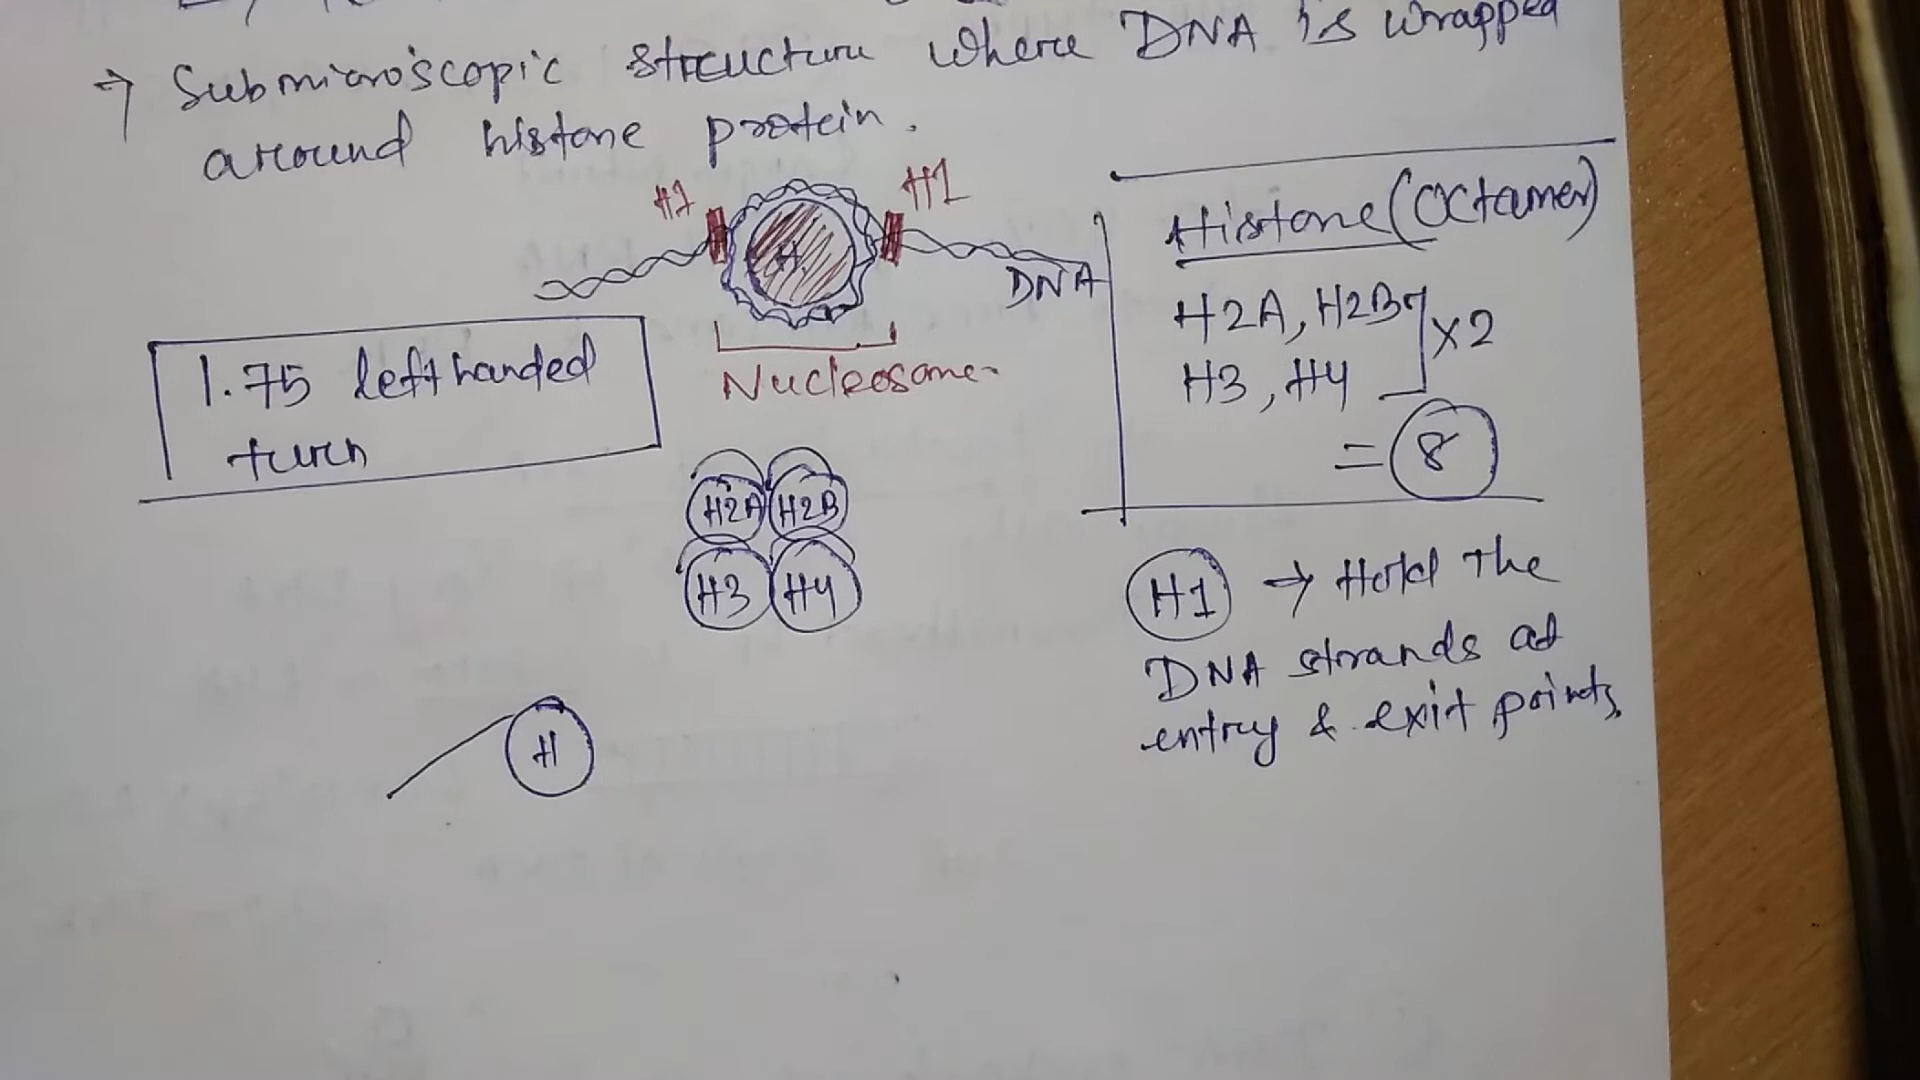 → Submicroscopic structure where DNA is wrapped
around histone protein.
H1
H1
H
DNA
Nucleosome
1.75 left handed
turn
Histone (Octamer)
H2A, H2B
H3, H4
x2
= 8
H2A H2B
H3 H4
H1 → Hold the
DNA strands at
entry & exit points.
H